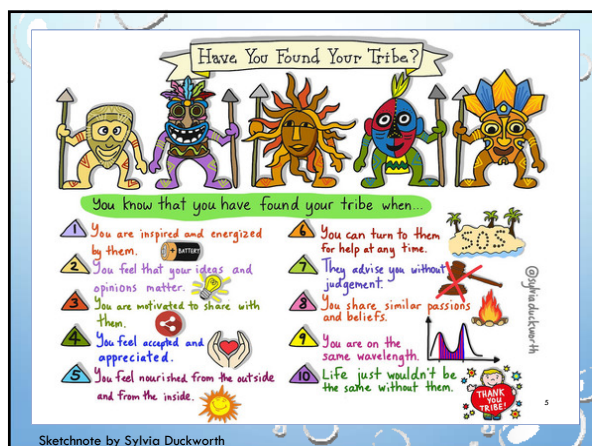 Have You Found Your Tribe?
You know that you have found your tribe when...
1 You are inspired and energized
by them.
BATTERY
2 You feel that your ideas and
opinions matter.
3 You are motivated to share with
them.
4 You feel accepted and
appreciated.
5 You feel nourished from the outside
and from the inside.
6 You can turn to them
for help at any time.
SOS
7 They advise you without
judgement.
8 You share similar passions
and beliefs.
9 You are on the
same wavelength.
10 Life just wouldn't be
the same without them.
THANK
YOU
TRIBE!
@sylviaduckworth
5
Sketchnote by Sylvia Duckworth